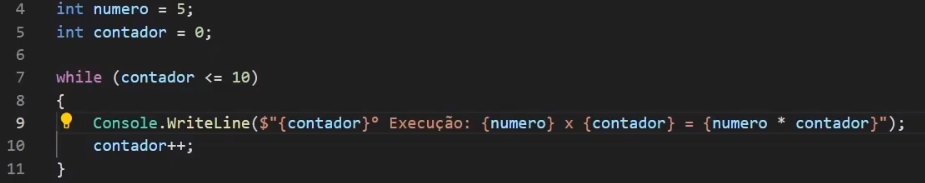 4 int numero = 5;
5 int contador = 0;
6
7 while (contador <= 10)
8 {
9 Console.WriteLine($"{contador}° Execução: {numero} x {contador} = {numero * contador}");
10 contador++;
11 }